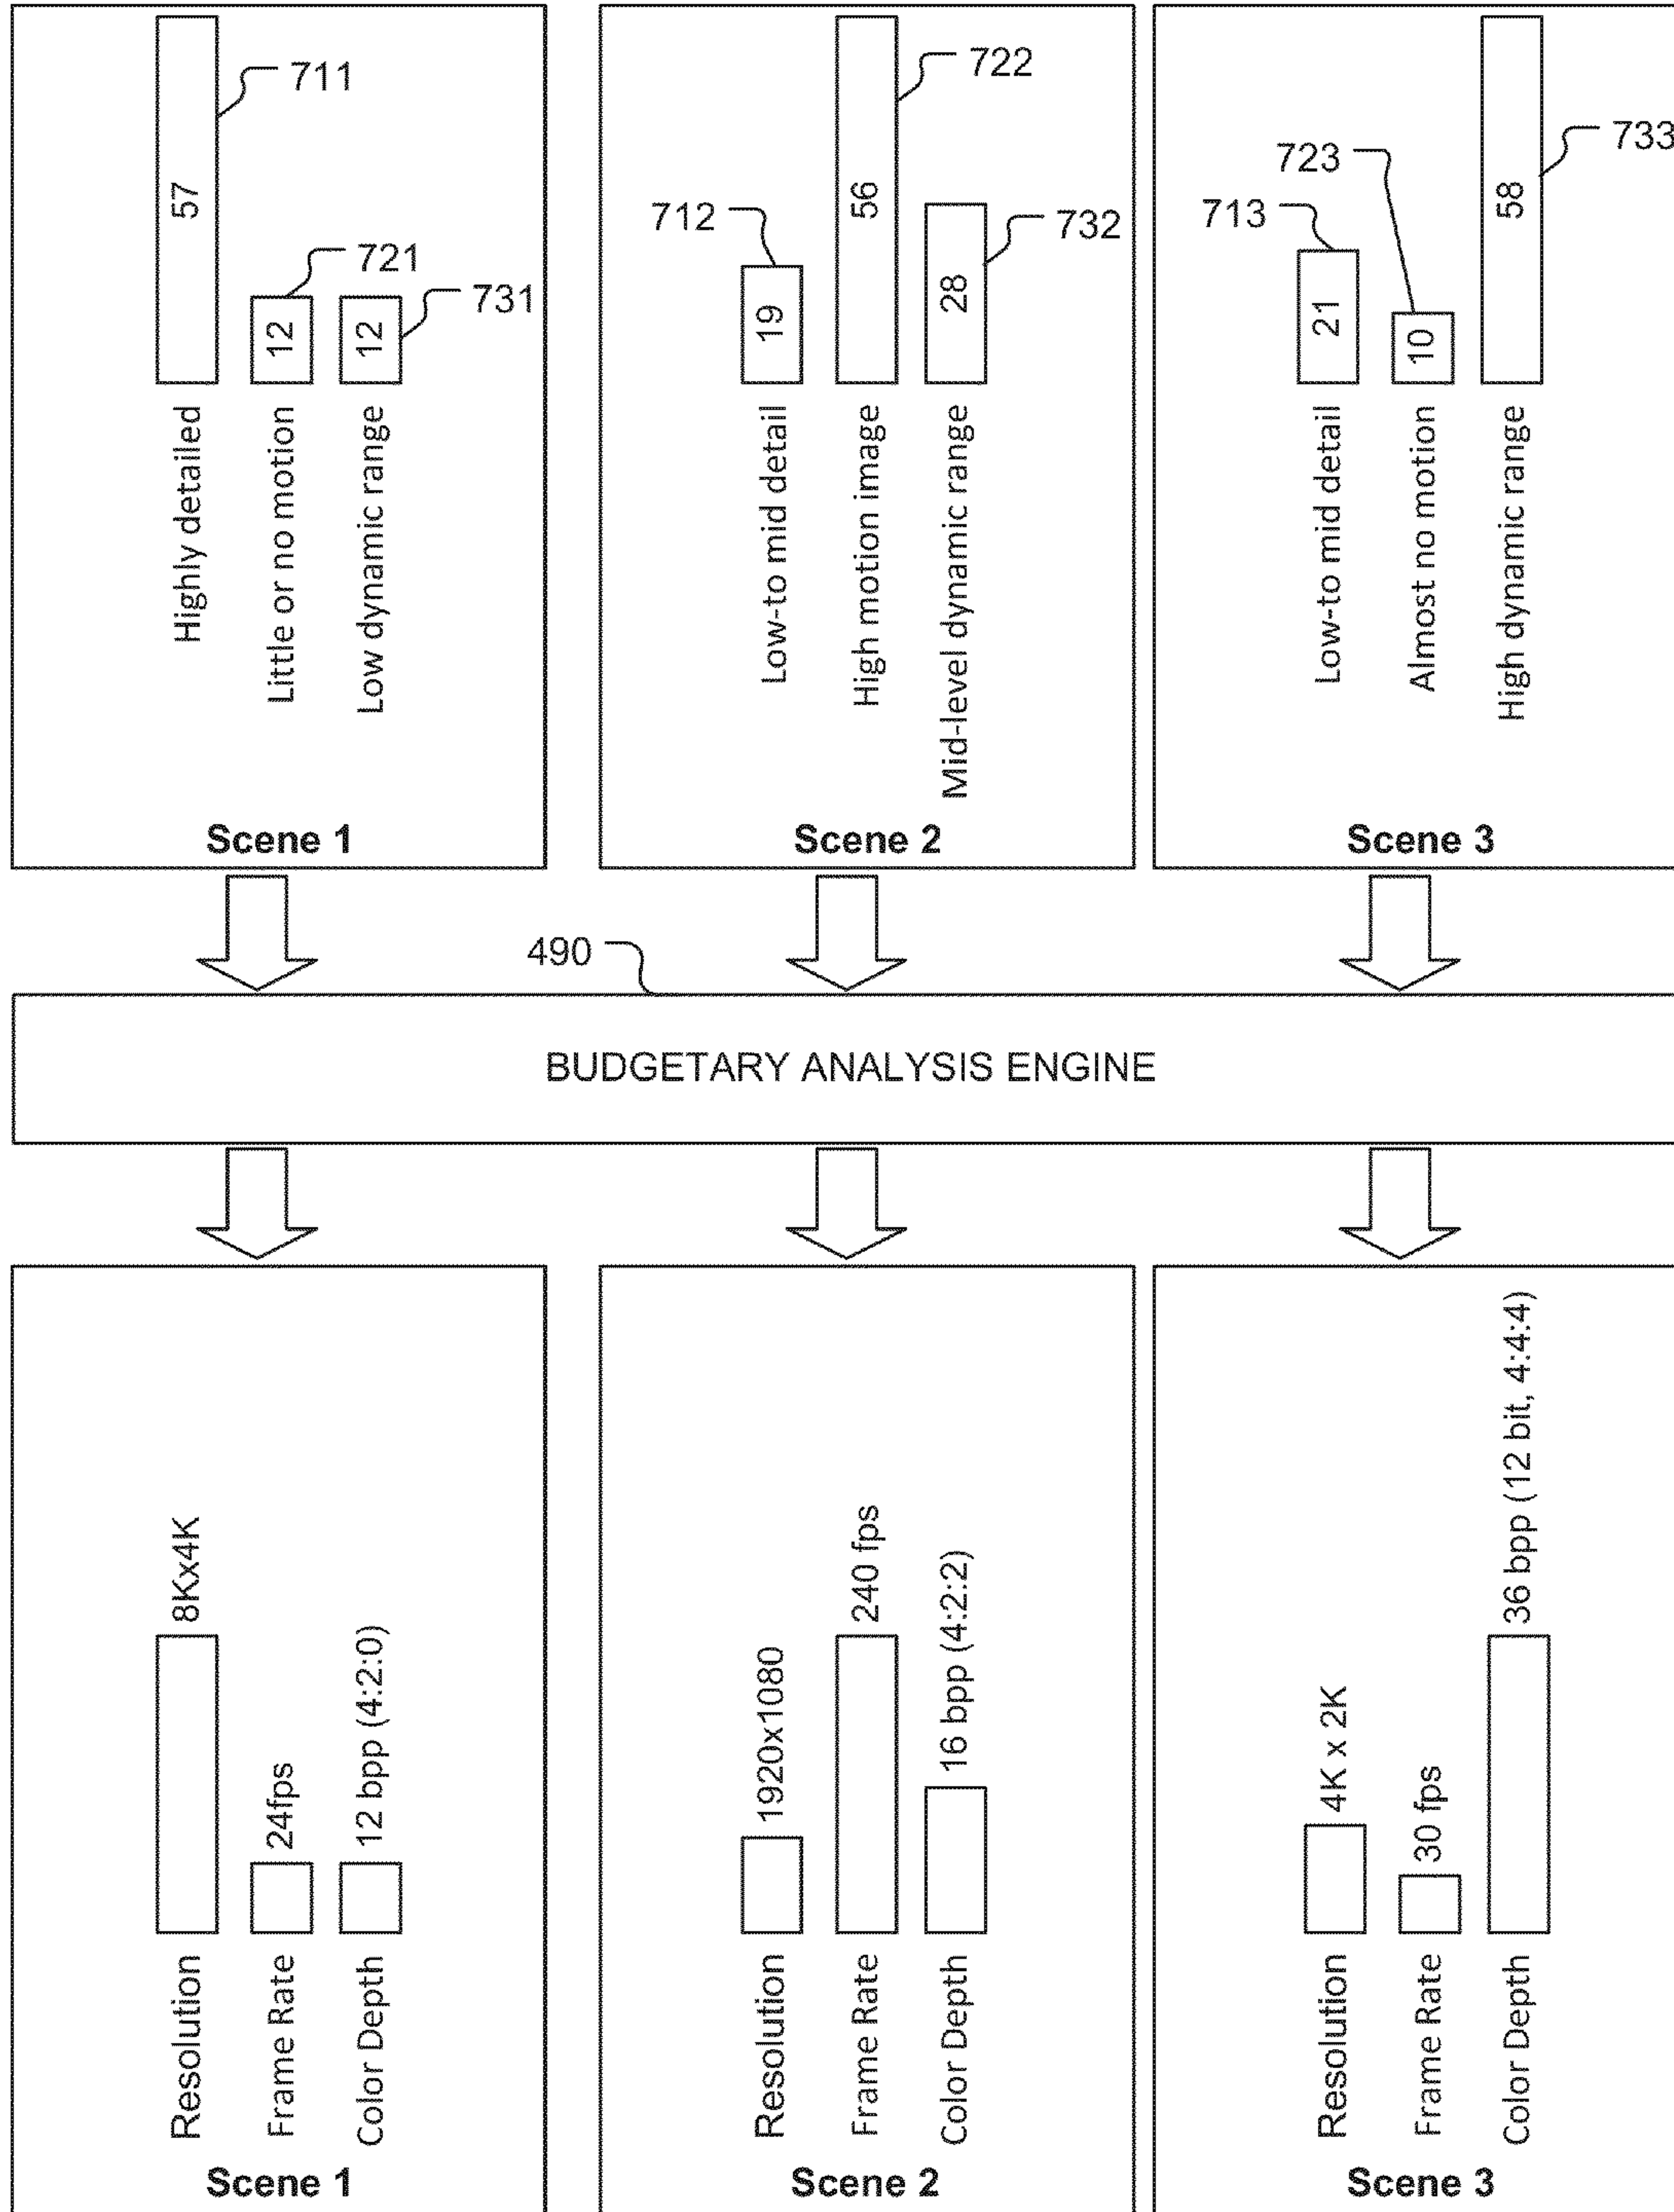 Highly detailed
57
711
Little or no motion
12
721
Low dynamic range
12
731
Scene 1
Low-to mid detail
19
712
High motion image
56
722
Mid-level dynamic range
28
732
Scene 2
Low-to mid detail
21
713
Almost no motion
10
723
High dynamic range
58
733
Scene 3
490
BUDGETARY ANALYSIS ENGINE
Resolution
8Kx4K
Frame Rate
24fps
Color Depth
12 bpp (4:2:0)
Scene 1
Resolution
1920x1080
Frame Rate
240 fps
Color Depth
16 bpp (4:2:2)
Scene 2
Resolution
4K x 2K
Frame Rate
30 fps
Color Depth
36 bpp (12 bit, 4:4:4)
Scene 3